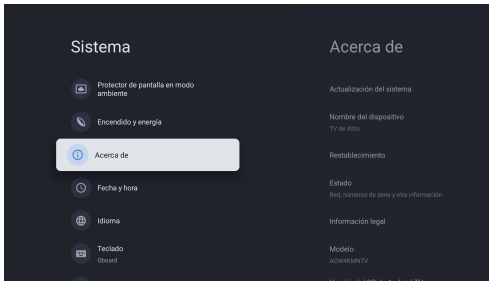 Sistema
Protector de pantalla en modo
ambiente
Encendido y energía
Acerca de
Fecha y hora
Idioma
Teclado
Gboard
Acerca de
Actualización del sistema
Nombre del dispositivo
TV de Attic
Restablecimiento
Estado
Red, números de serie y otra información
Información legal
Modelo